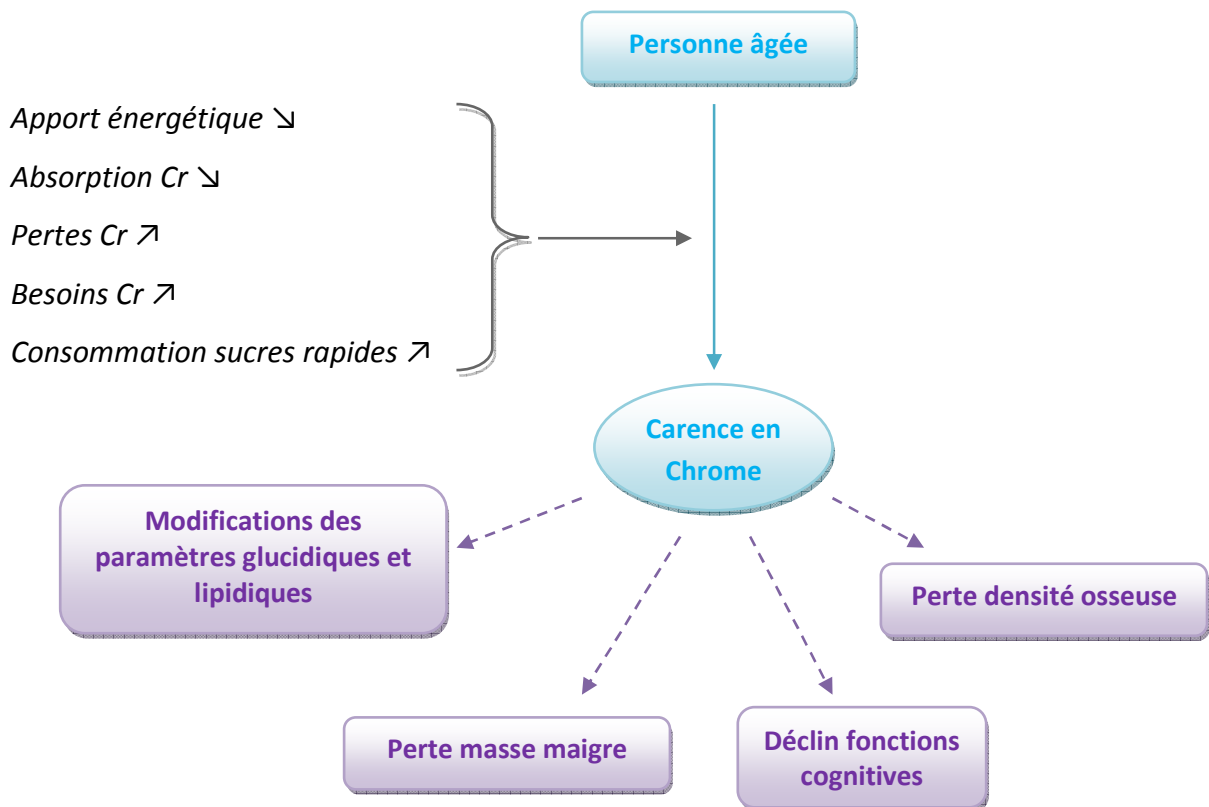 Personne âgée
Apport énergétique ↘
Absorption Cr ↘
Pertes Cr ↗
Besoins Cr ↗
Consommation sucres rapides ↗
Carence en
Chrome
Modifications des
paramètres glucidiques et
lipidiques
Perte densité osseuse
Perte masse maigre
Déclin fonctions
cognitives